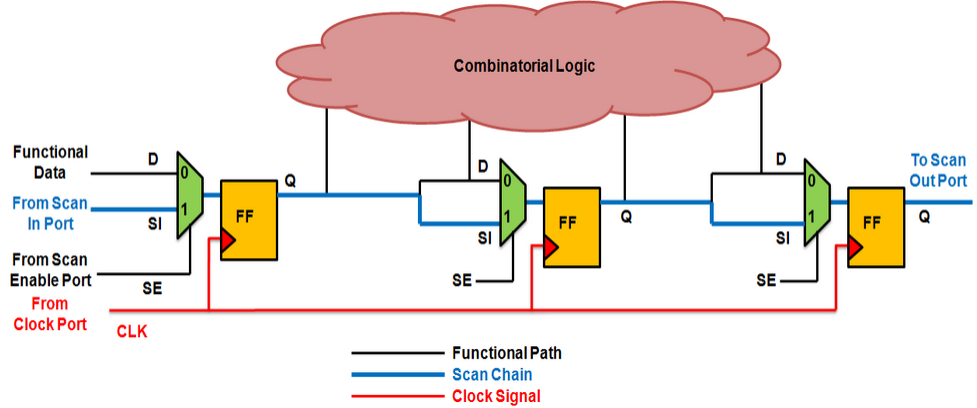 Combinatorial Logic
Functional
Data
D
0
From Scan
In Port
SI
1
From Scan
Enable Port
SE
From
Clock Port
CLK
FF
Q
D
0
1
SI
SE
FF
Q
D
0
1
SI
SE
FF
To Scan
Out Port
Q
Functional Path
Scan Chain
Clock Signal